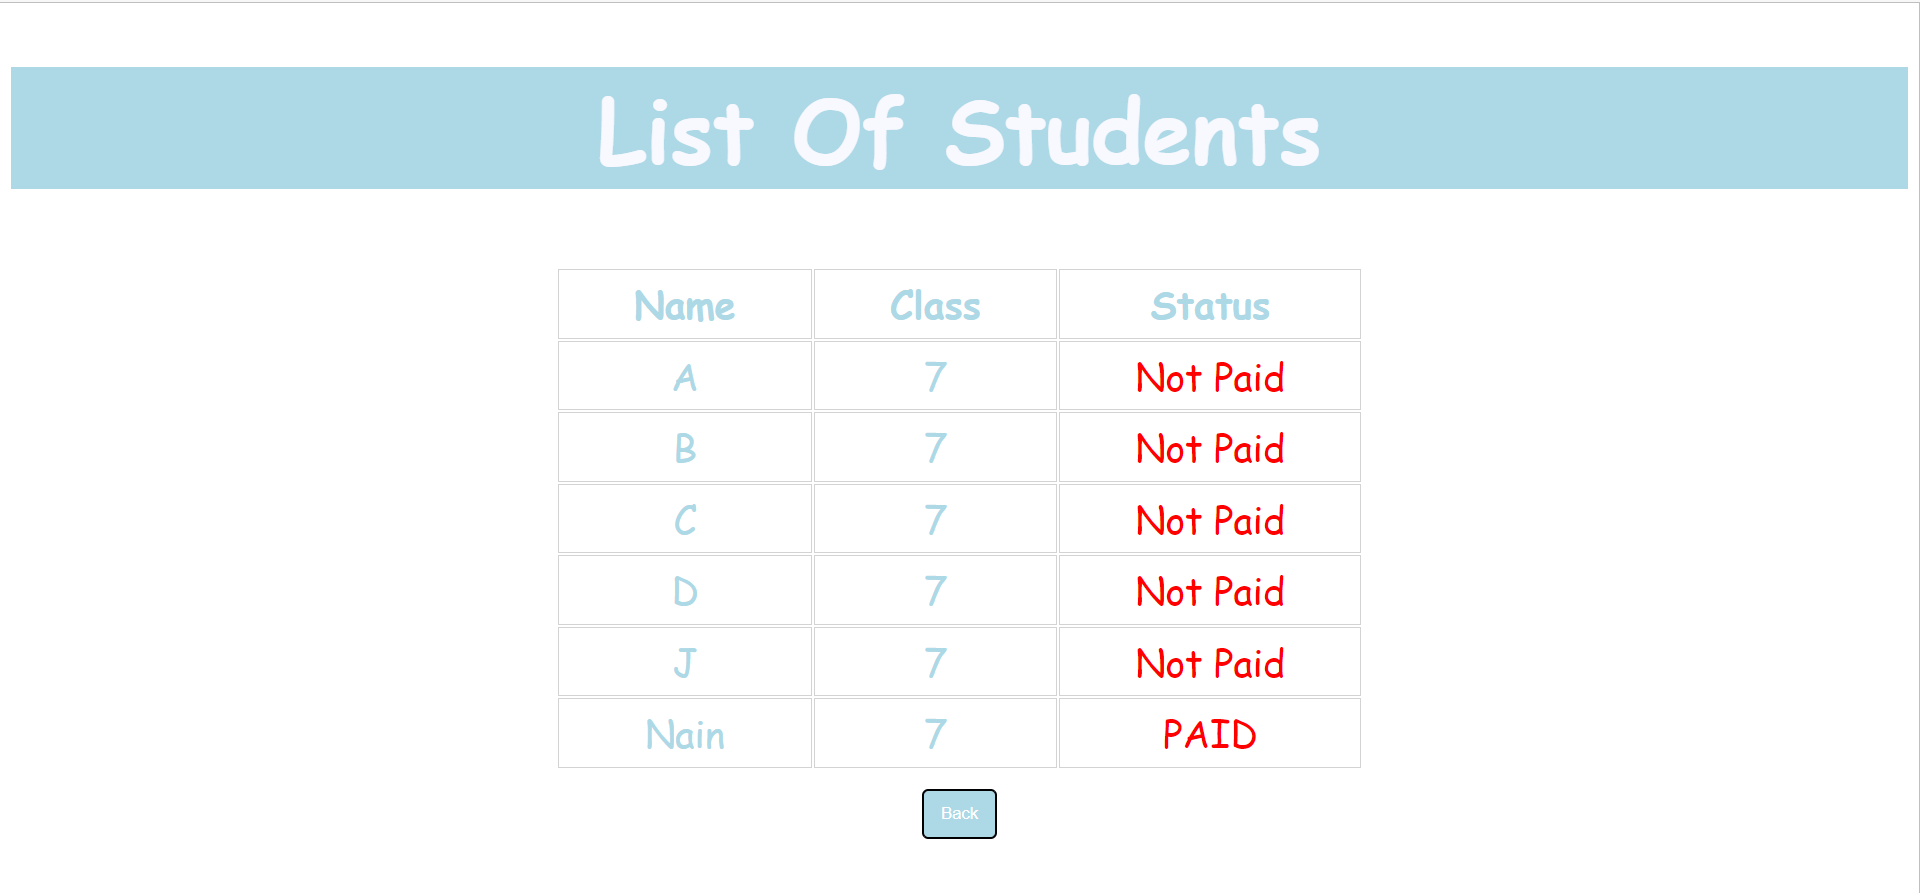 List Of Students
Name Class Status
A 7 Not Paid
B 7 Not Paid
C 7 Not Paid
D 7 Not Paid
J 7 Not Paid
Nain 7 PAID
Back